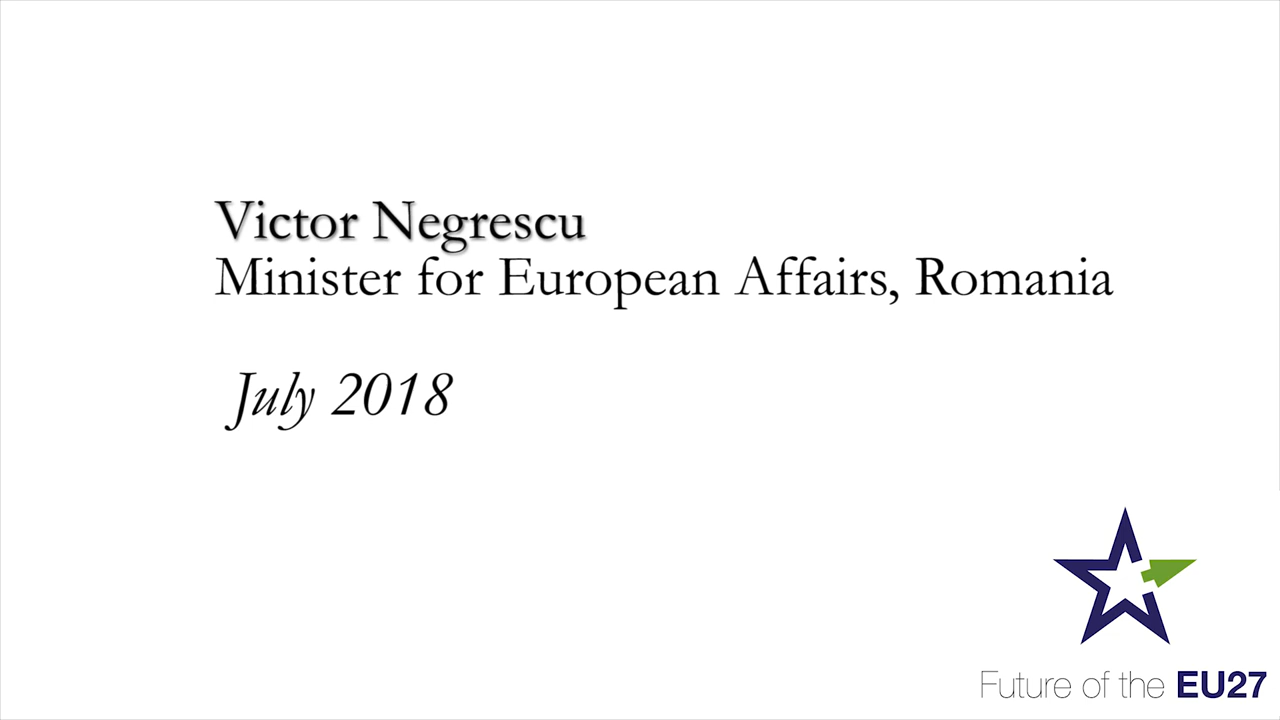 Victor Negrescu
Minister for European Affairs, Romania
July 2018
Future of the EU27